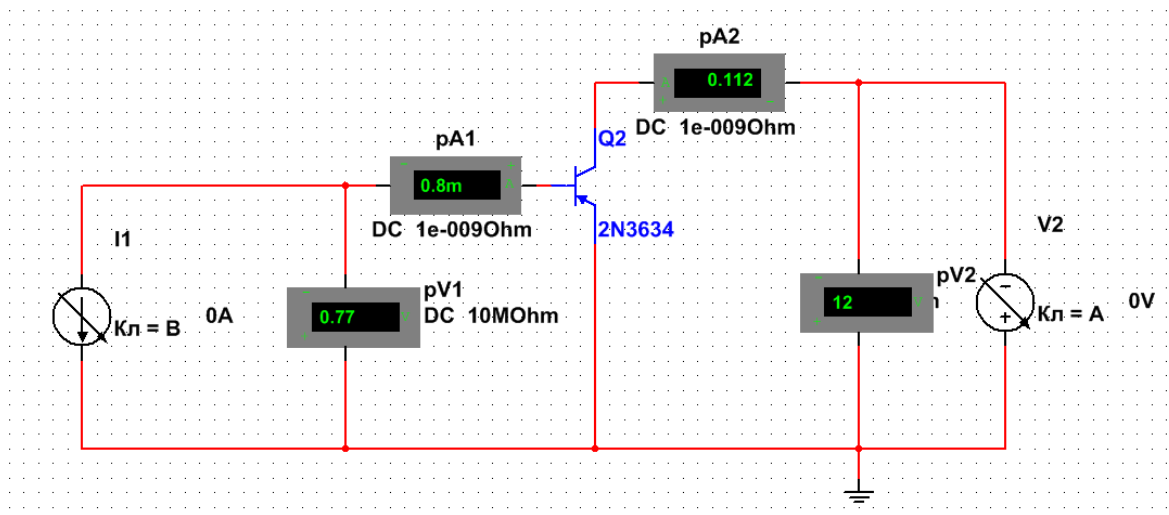 pA2
0.112
DC 1e-009Ohm
pA1
Q2
0.8m
A
DC 1e-009Ohm
2N3634
I1
V2
pV1
pV2
0.77
V
DC 10MOhm
12
V
0A
Кл = В
Кл = А
0V